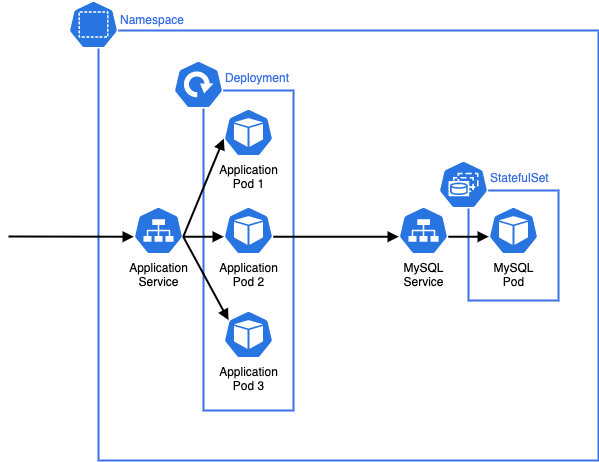 Namespace
Deployment
Application
Pod 1
StatefulSet
Application
Service
Application
Pod 2
MySQL
Service
MySQL
Pod
Application
Pod 3